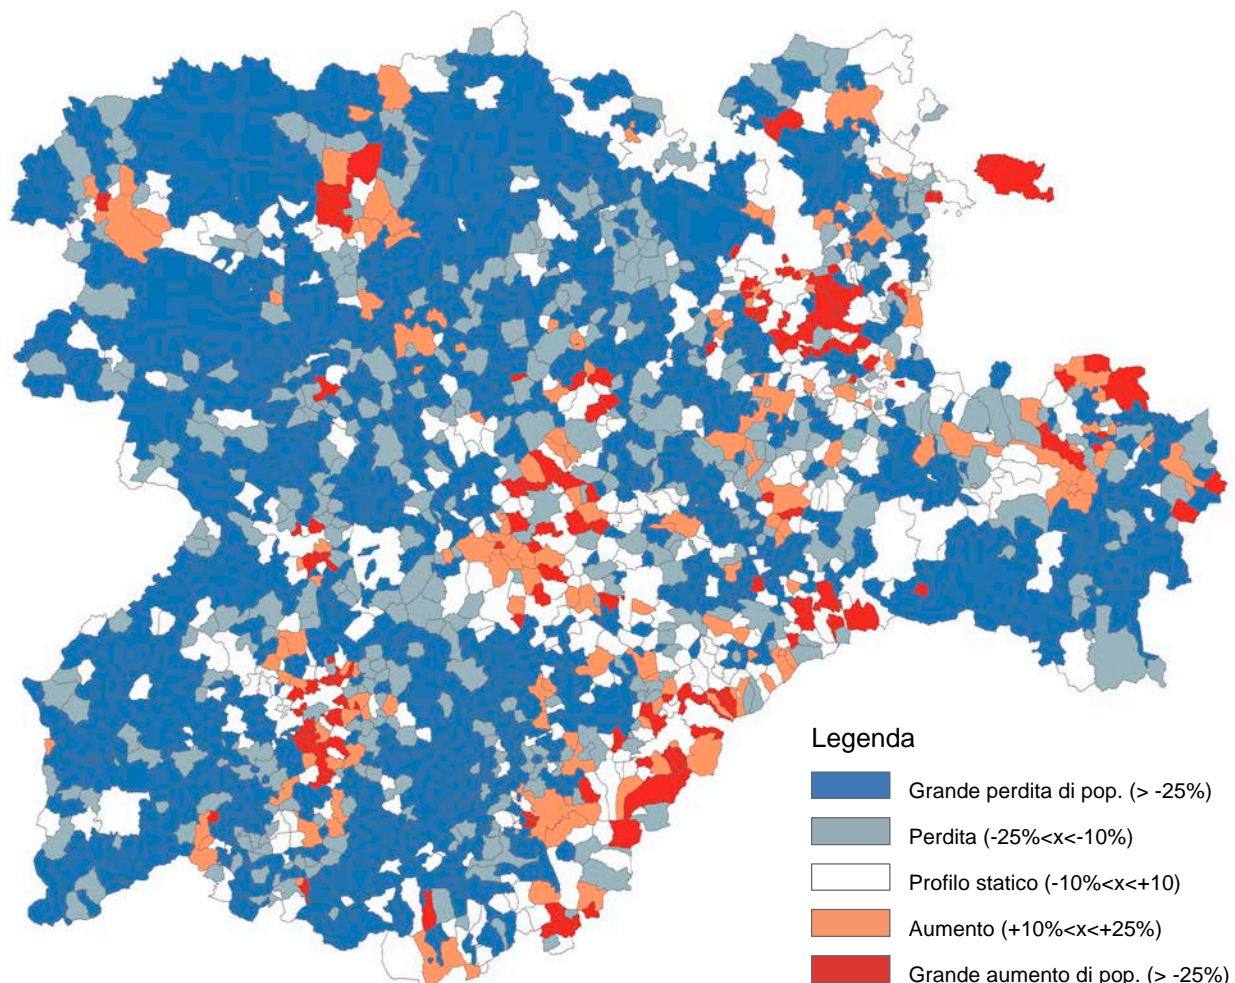 Legenda
Grande perdita di pop. (> -25%)
Perdita (-25%<x<-10%)
Profilo statico (-10%<x<+10)
Aumento (+10%<x<+25%)
Grande aumento di pop. (> -25%)